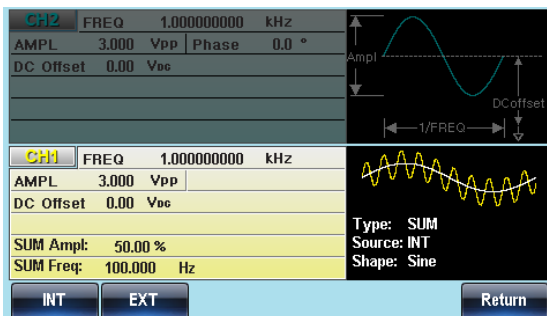 CH2 FREQ 1.000000000 kHz
AMPL 3.000 Vpp Phase 0.0 °
DC Offset 0.00 VDC
Ampl
DCoffset
1/FREQ
CH1 FREQ 1.000000000 kHz
AMPL 3.000 Vpp
DC Offset 0.00 VDC
SUM Ampl: 50.00 %
SUM Freq: 100.000 Hz
Type: SUM
Source: INT
Shape: Sine
INT EXT Return